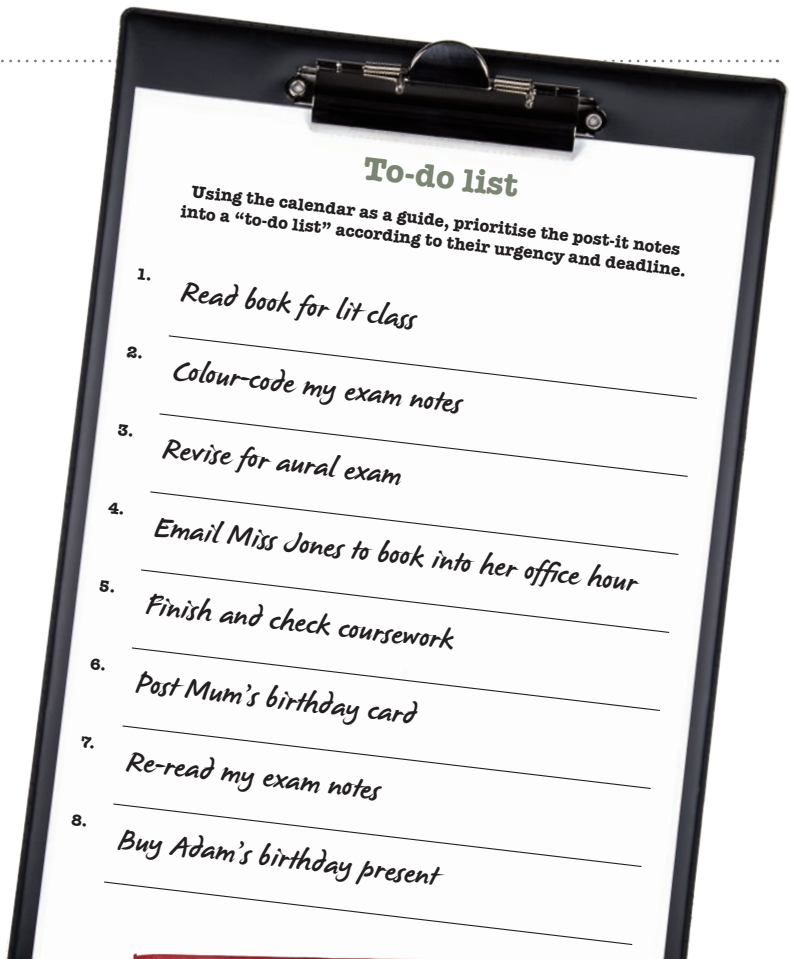 To-do list
Using the calendar as a guide, prioritise the post-it notes
into a “to-do list” according to their urgency and deadline.
1. Read book for lit class
2. Colour-code my exam notes
3. Revise for aural exam
4. Email Miss Jones to book into her office hour
5. Finish and check coursework
6. Post Mum's birthday card
7. Re-read my exam notes
8. Buy Adam's birthday present